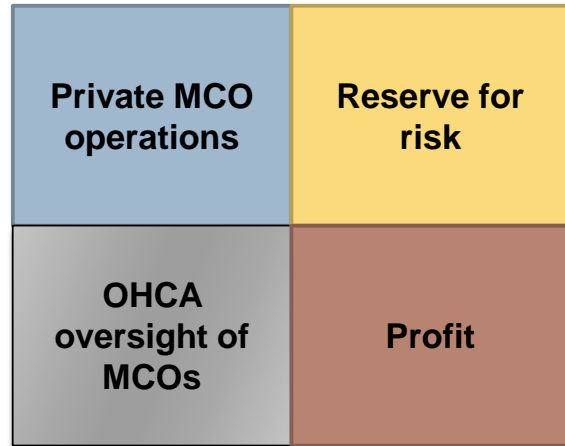 Private MCO
operations
Reserve for
risk
OHCA
oversight of
MCOs
Profit